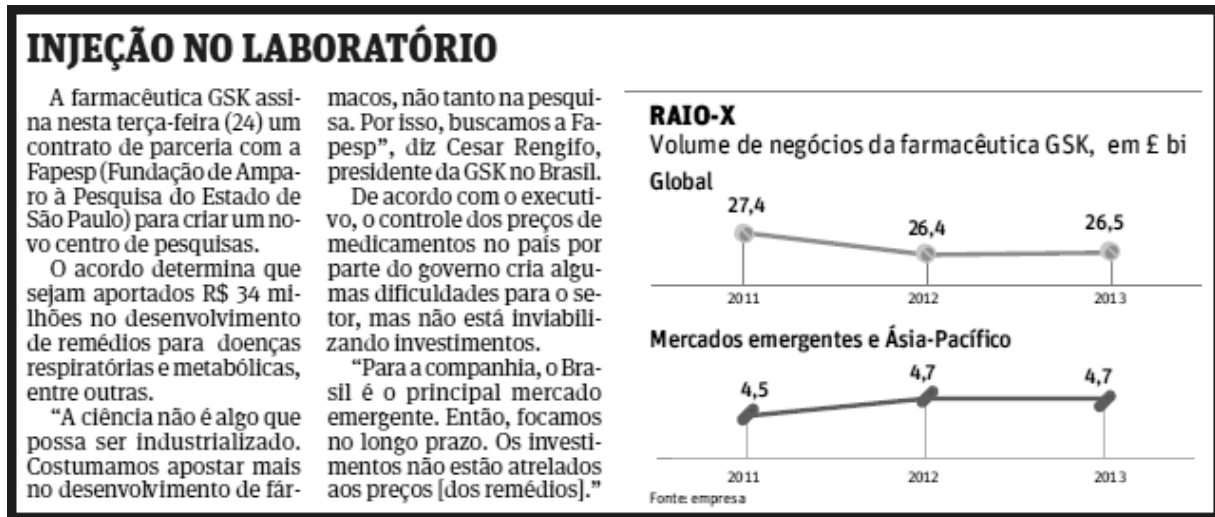 INJEÇÃO NO LABORATÓRIO
A farmacêutica GSK assi-
na nesta terça-feira (24) um
contrato de parceria com a
Fapesp (Fundação de Ampa-
ro à Pesquisa do Estado de
São Paulo) para criar um no-
vo centro de pesquisas.
O acordo determina que
sejam aportados R$ 34 mi-
lhões no desenvolvimento
de remédios para doenças
respiratórias e metabólicas,
entre outras.
“A ciência não é algo que
possa ser industrializado.
Costumamos apostar mais
no desenvolvimento de fár-
macos, não tanto na pesqui-
sa. Por isso, buscamos a Fa-
pesp”, diz Cesar Rengifo,
presidente da GSK no Brasil.
De acordo com o executi-
vo, o controle dos preços de
medicamentos no país por
parte do governo cria algu-
mas dificuldades para o se-
tor, mas não está inviabili-
zando investimentos.
“Para a companhia, o Bra-
sil é o principal mercado
emergente. Então, focamos
no longo prazo. Os investi-
mentos não estão atrelados
aos preços [dos remédios].”
RAIO-X
Volume de negócios da farmacêutica GSK, em £ bi
Global
27,4 26,4 26,5
2011 2012 2013
Mercados emergentes e Ásia-Pacífico
4,5 4,7 4,7
2011 2012 2013
Fonte: empresa